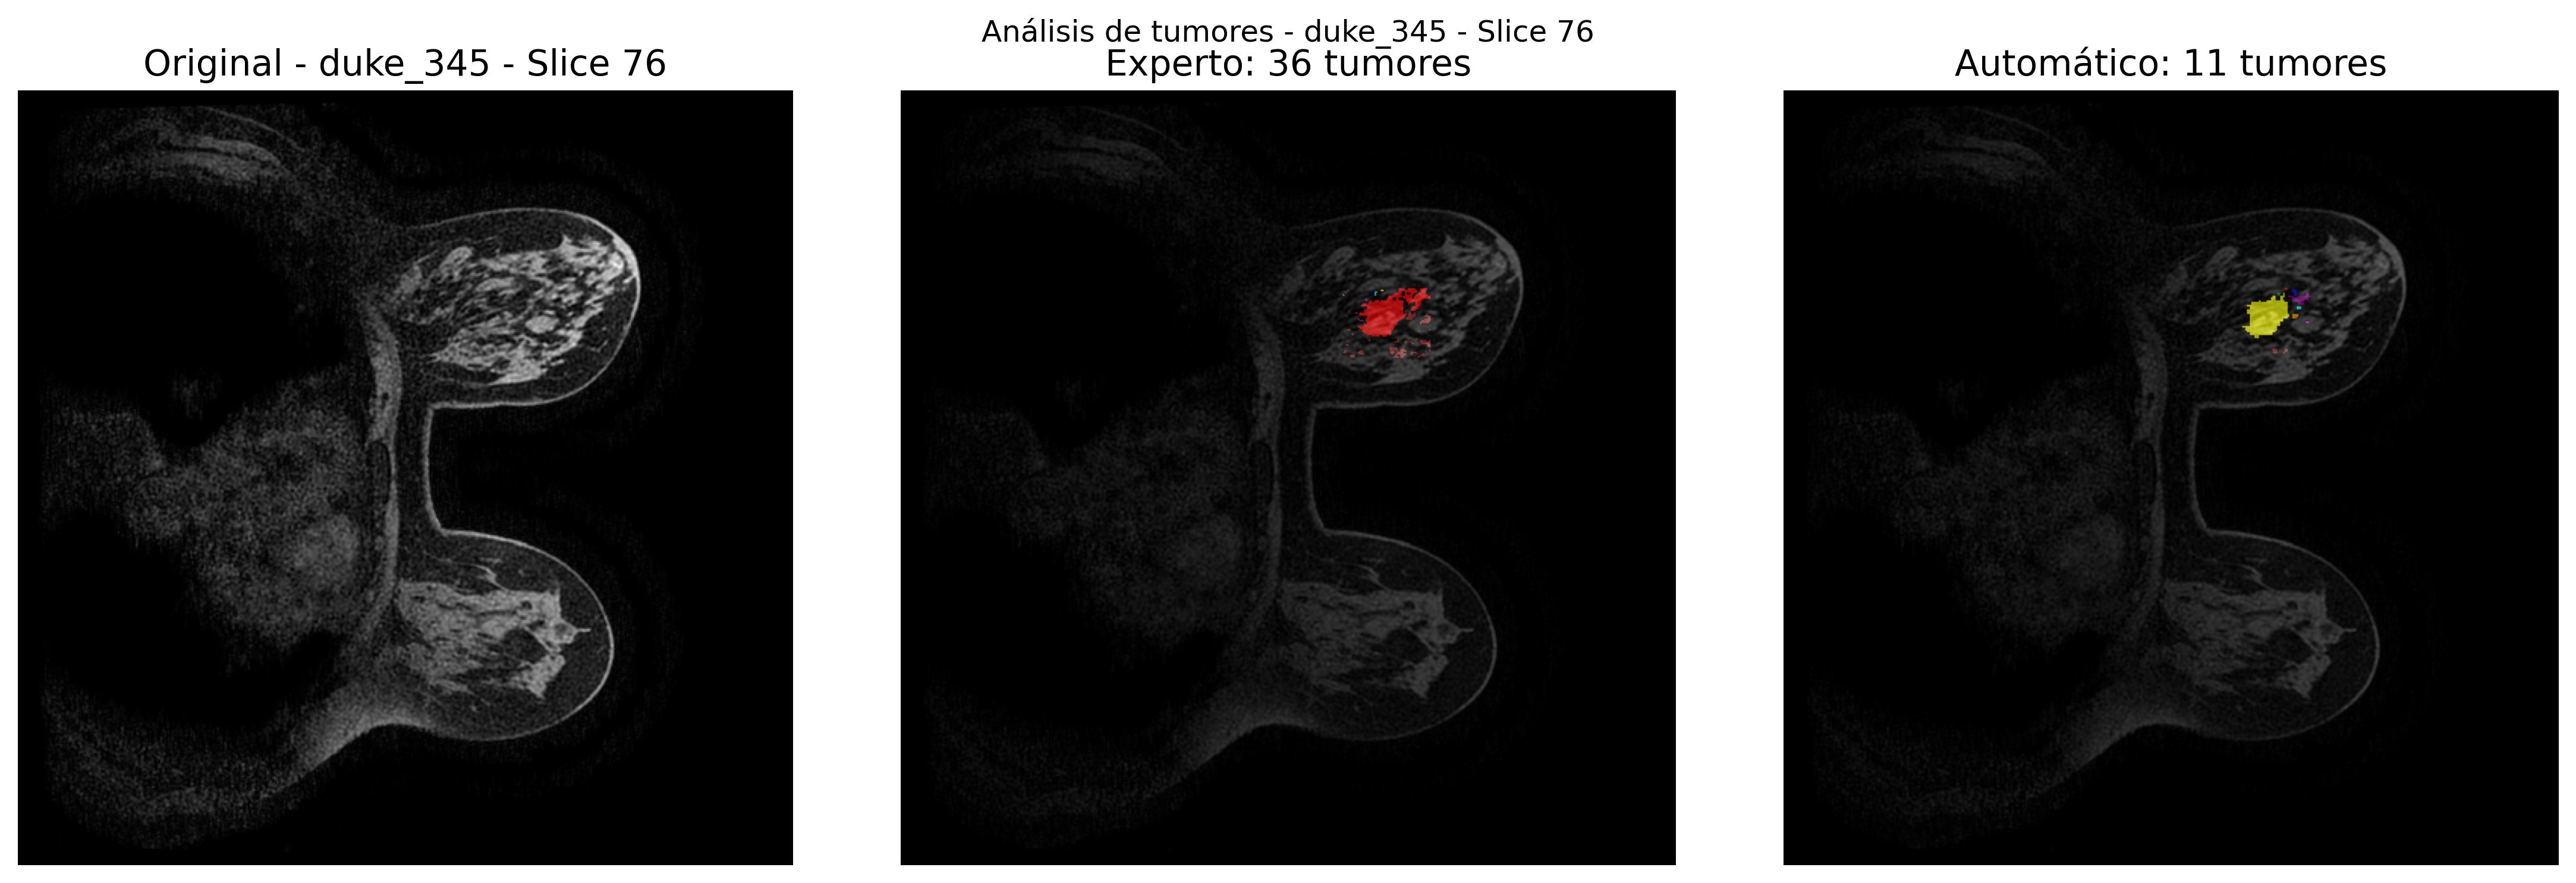 Análisis de tumores - duke_345 - Slice 76
Original - duke_345 - Slice 76
Experto: 36 tumores
Automático: 11 tumores